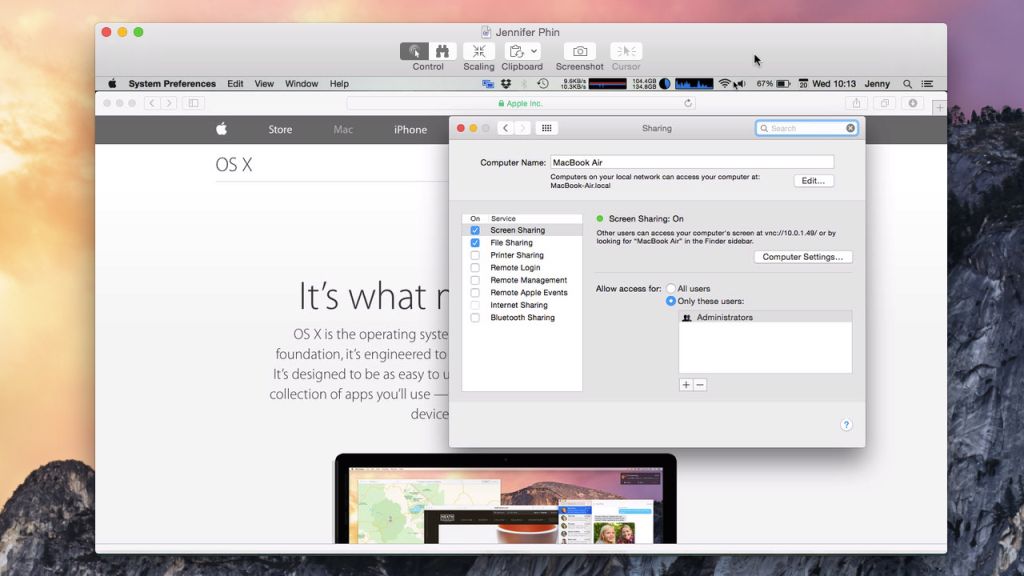 Jennifer Phin
Control Scaling Clipboard Screenshot Cursor
System Preferences Edit View Window Help 9.6KB/s 10.3KB/s 104.4GB 134.8GB 67% 20 Wed 10:13 Jenny
Apple Inc.
Store Mac iPhone
OS X
Sharing
Search
Computer Name: MacBook Air
Computers on your local network can access your computer at:
MacBook-Air.local
Edit...
On Service
Screen Sharing
File Sharing
Printer Sharing
Remote Login
Remote Management
Remote Apple Events
Internet Sharing
Bluetooth Sharing
Screen Sharing: On
Other users can access your computer's screen at vnc://10.0.1.49/ or by
looking for "MacBook Air" in the Finder sidebar.
Computer Settings...
Allow access for: All users
Only these users:
Administrators
+ −
?
It's what
OS X is the operating syste
foundation, it's engineered to
It's designed to be as easy to u
collection of apps you'll use —
device
HEATH